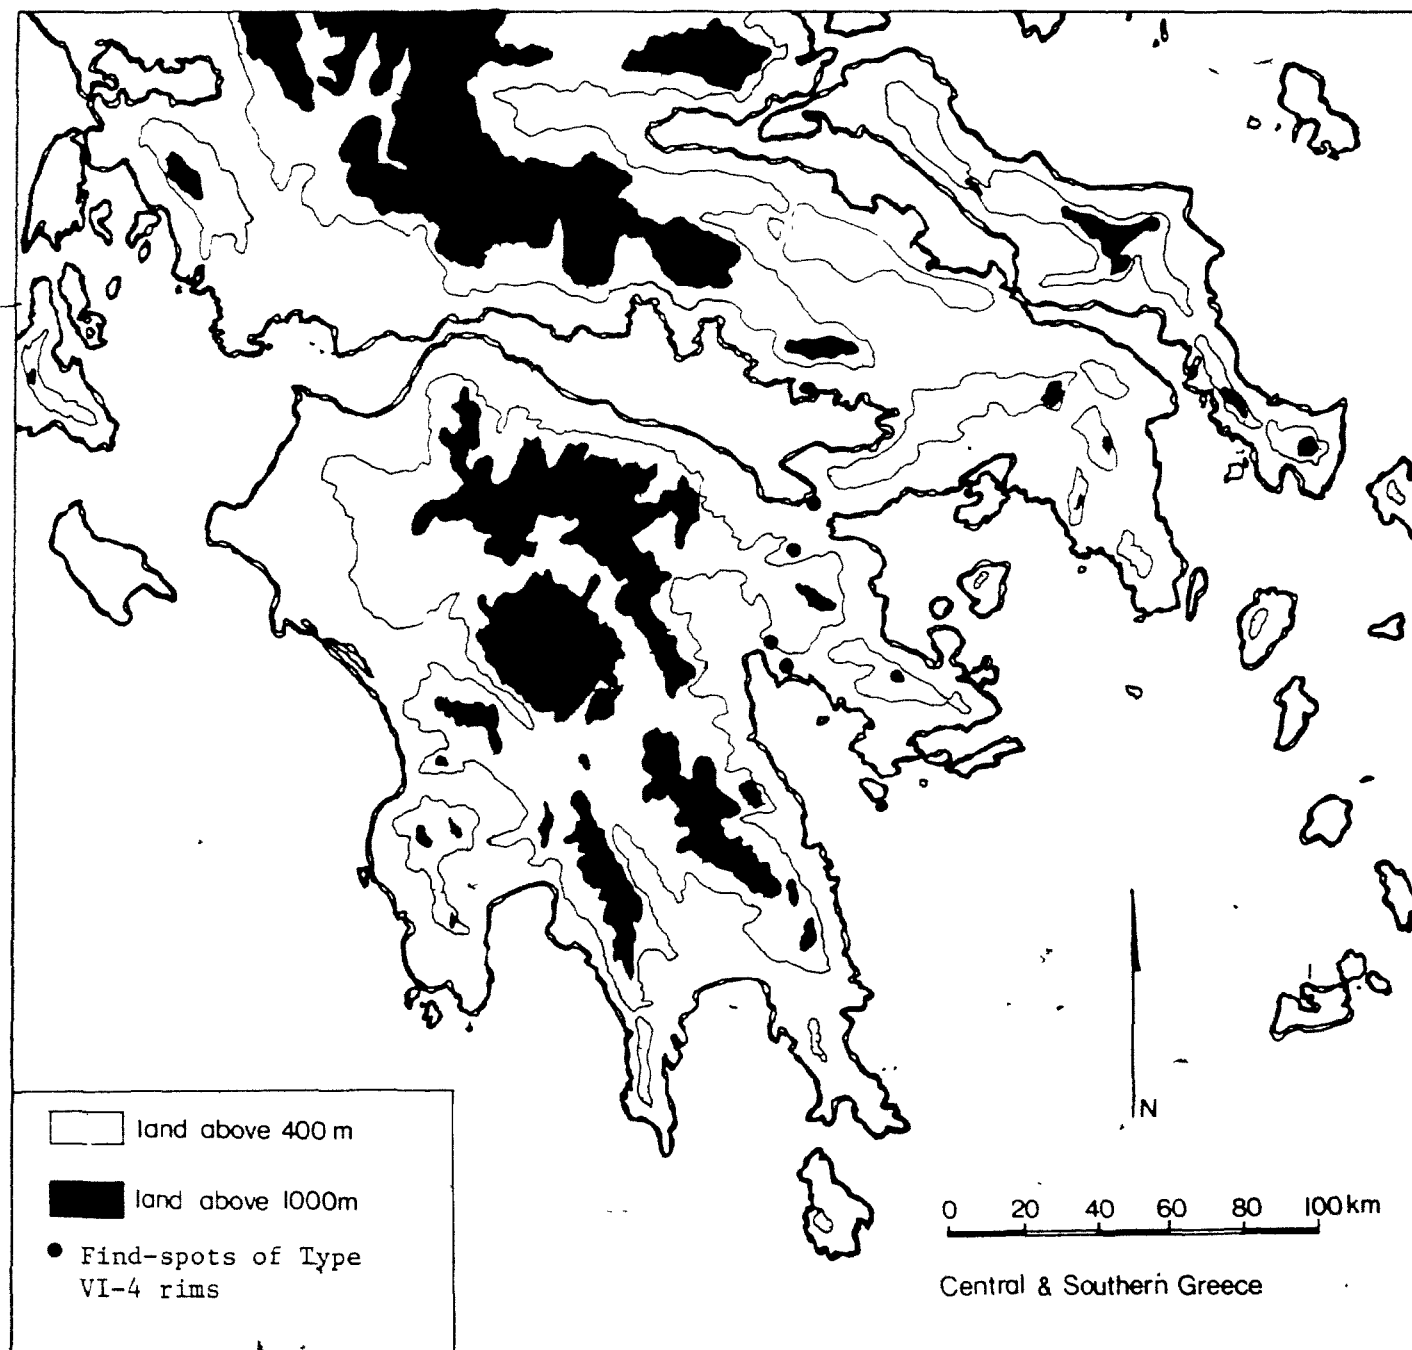 land above 400 m
land above 1000m
Find-spots of Type
VI-4 rims
N
0 20 40 60 80 100km
Central & Southern Greece